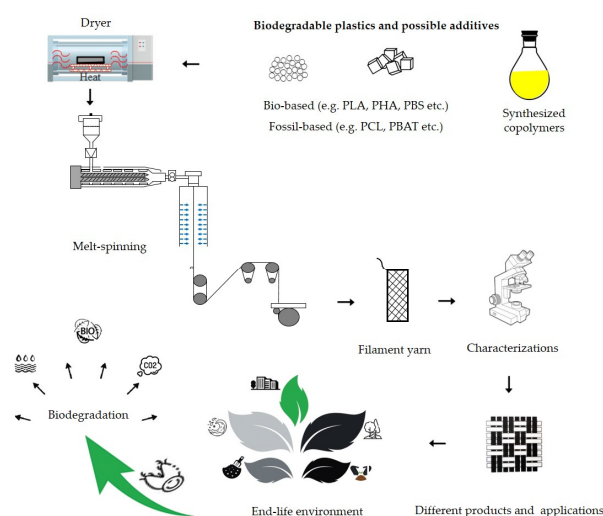 Dryer
Biodegradable plastics and possible additives
Heat
Bio-based (e.g. PLA, PHA, PBS etc.)
Fossil-based (e.g. PCL, PBAT etc.)
Synthesized
copolymers
Melt-spinning
Filament yarn
Characterizations
BIO
CO2
Biodegradation
End-life environment
Different products and applications